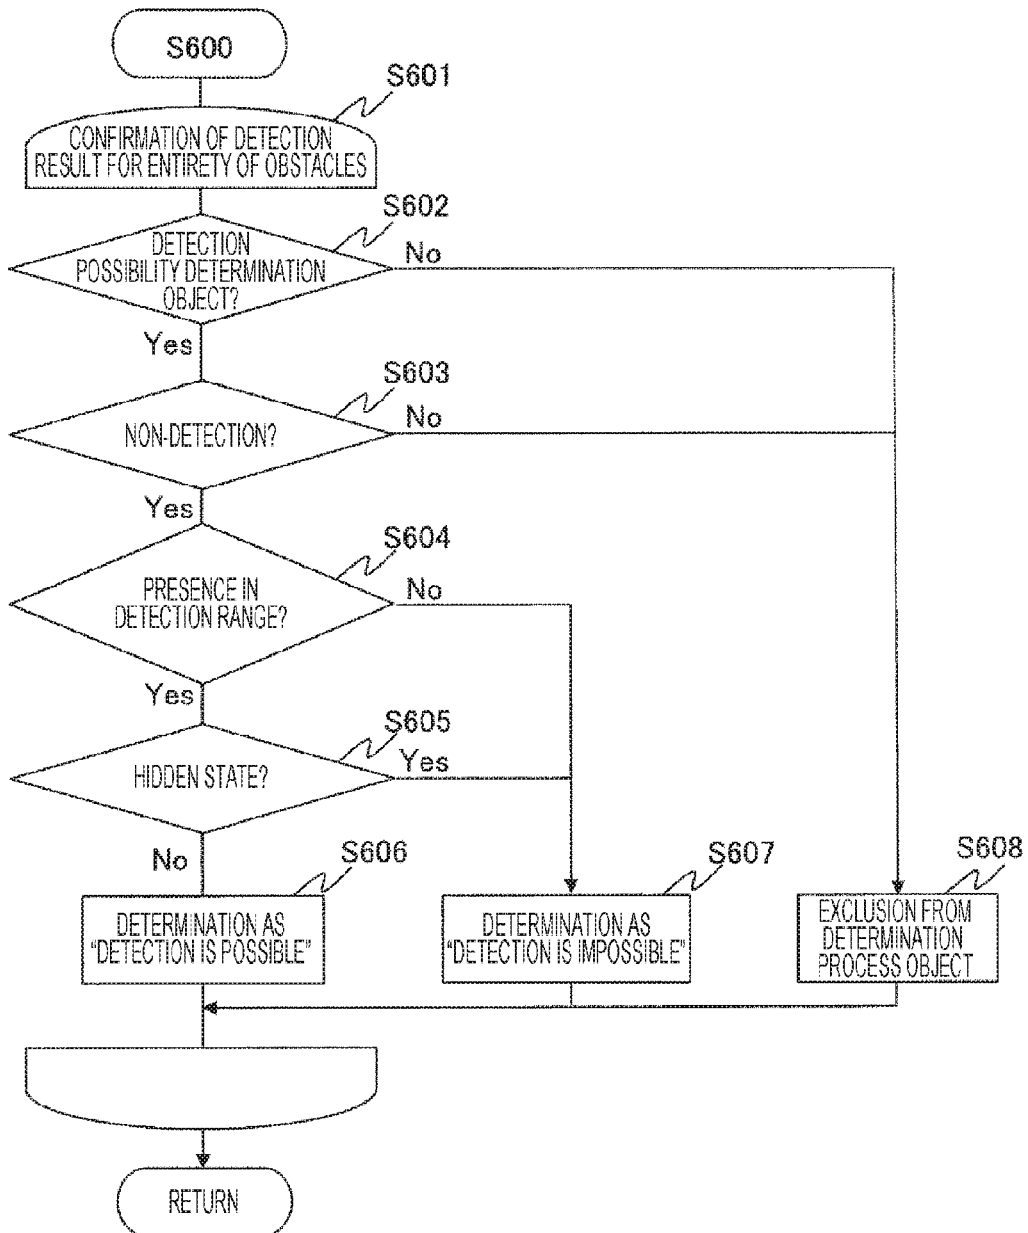 S600
S601
CONFIRMATION OF DETECTION
RESULT FOR ENTIRETY OF OBSTACLES
S602
DETECTION
POSSIBILITY DETERMINATION
OBJECT?
No
Yes
S603
NON-DETECTION?
No
Yes
S604
PRESENCE IN
DETECTION RANGE?
No
Yes
S605
HIDDEN STATE?
Yes
No
S606
DETERMINATION AS
"DETECTION IS POSSIBLE"
S607
DETERMINATION AS
"DETECTION IS IMPOSSIBLE"
S608
EXCLUSION FROM
DETERMINATION
PROCESS OBJECT
RETURN